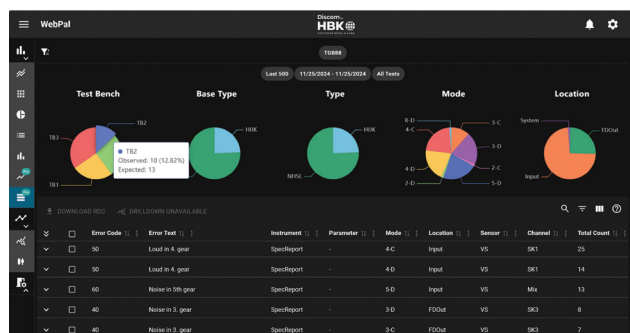 WebPal
Discom
HBK
TGB88
Last 500
11/25/2024 - 11/25/2024
All Tests
Test Bench
Base Type
Type
Mode
Location
TB2
TB3
TB1
TB2
Observed: 10 (12.82%)
Expected: 13
HUK
NHSL
HUK
R-D
4-C
4-D
2-D
3-C
3-D
2-C
5-D
System
FDOut
Input
DOWNLOAD RDC
DRILLDOWN UNAVAILABLE
Error Code Error Text Instrument Parameter Mode Location Sensor Channel Total Count
50 Loud in 4. gear SpecReport - 4-C Input VS SK1 25
50 Loud in 4. gear SpecReport - 4-D Input VS SK1 14
60 Noise in 5th gear SpecReport - 5-D Input VS Mix 13
40 Noise in 3. gear SpecReport - 3-D FDOut VS SK3 8
40 Noise in 3. gear SpecReport - 3-C FDOut VS SK3 7